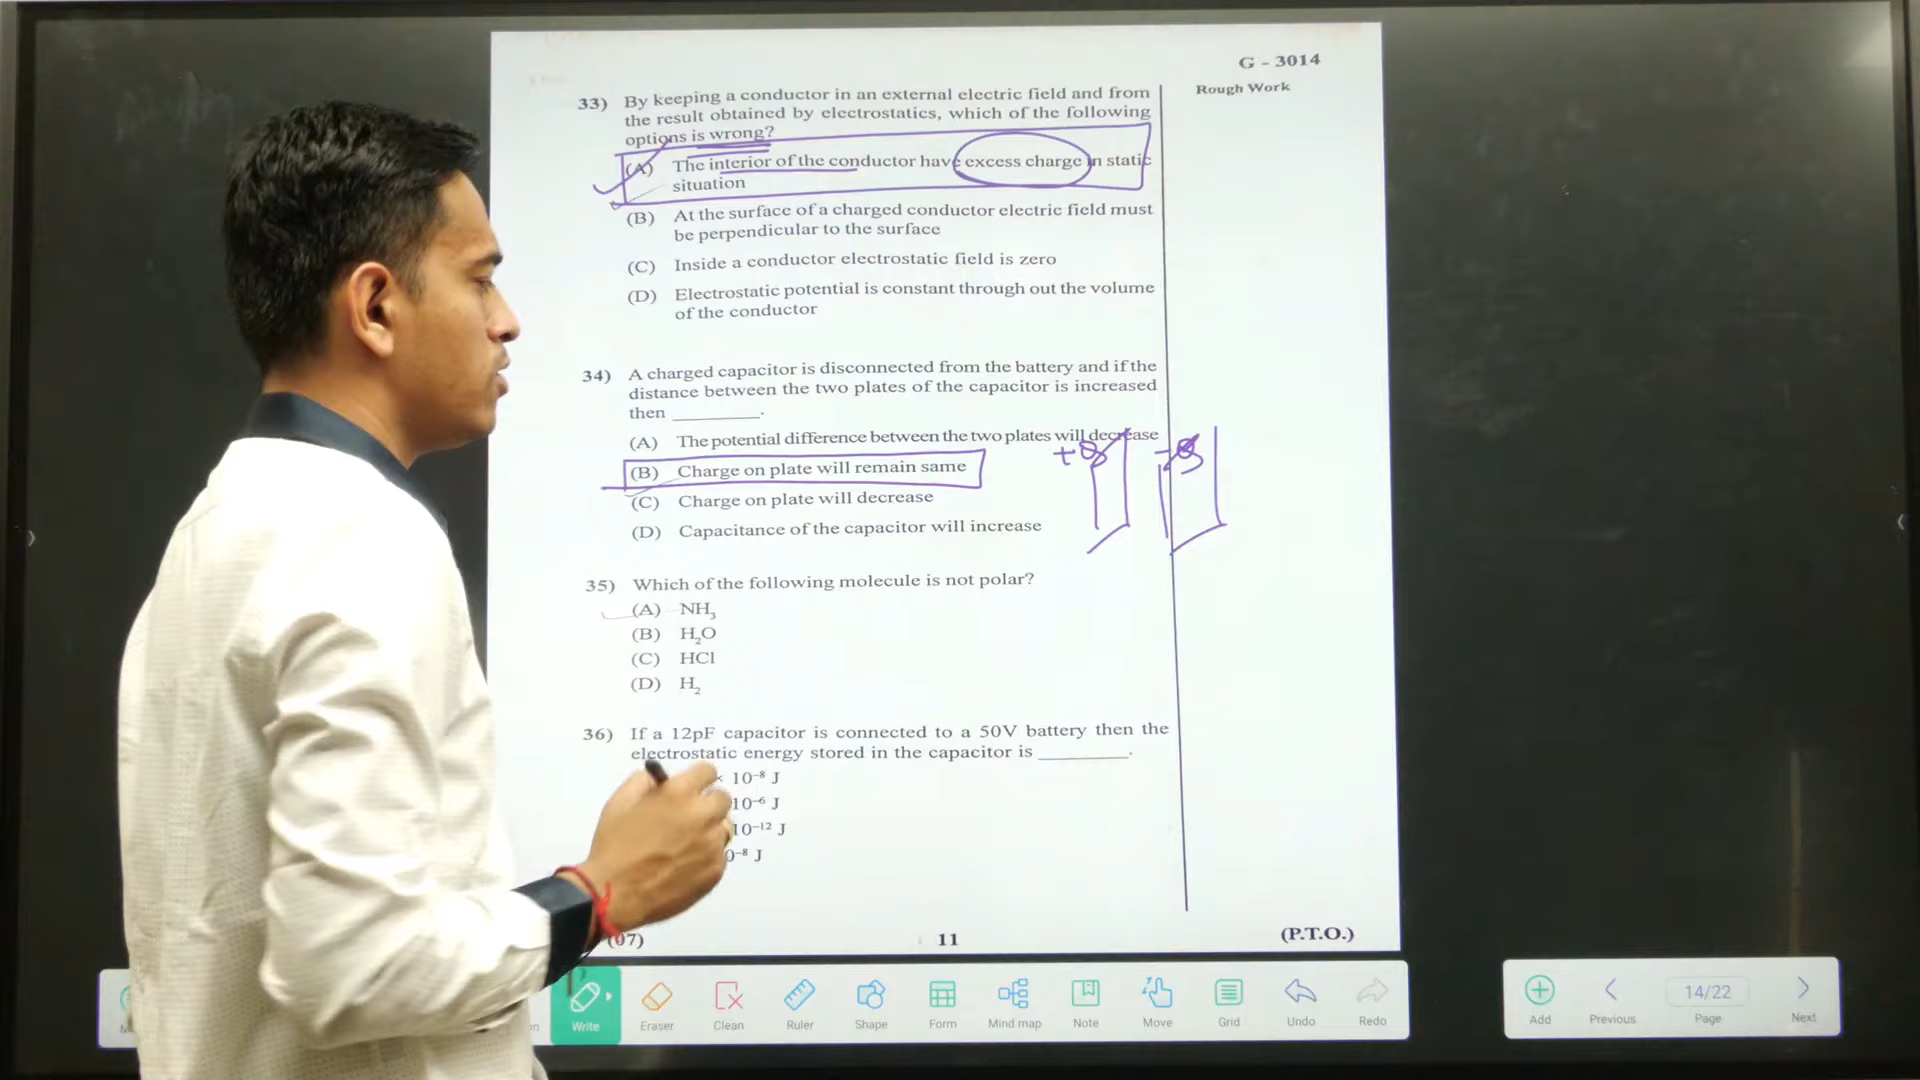 G - 3014
Rough Work
33) By keeping a conductor in an external electric field and from
the result obtained by electrostatics, which of the following
options is wrong?
(A) The interior of the conductor have excess charge in static
situation
(B) At the surface of a charged conductor electric field must
be perpendicular to the surface
(C) Inside a conductor electrostatic field is zero
(D) Electrostatic potential is constant through out the volume
of the conductor
34) A charged capacitor is disconnected from the battery and if the
distance between the two plates of the capacitor is increased
then __________.
(A) The potential difference between the two plates will decrease
(B) Charge on plate will remain same
(C) Charge on plate will decrease
(D) Capacitance of the capacitor will increase
35) Which of the following molecule is not polar?
(A) NH₃
(B) H₂O
(C) HCl
(D) H₂
36) If a 12pF capacitor is connected to a 50V battery then the
electrostatic energy stored in the capacitor is __________.
× 10⁻⁸ J
10⁻⁶ J
10⁻¹² J
0⁻⁸ J
(07)
11
(P.T.O.)
Write
Eraser
Clean
Ruler
Shape
Form
Mind map
Note
Move
Grid
Undo
Redo
Add
Previous
14/22
Page
Next